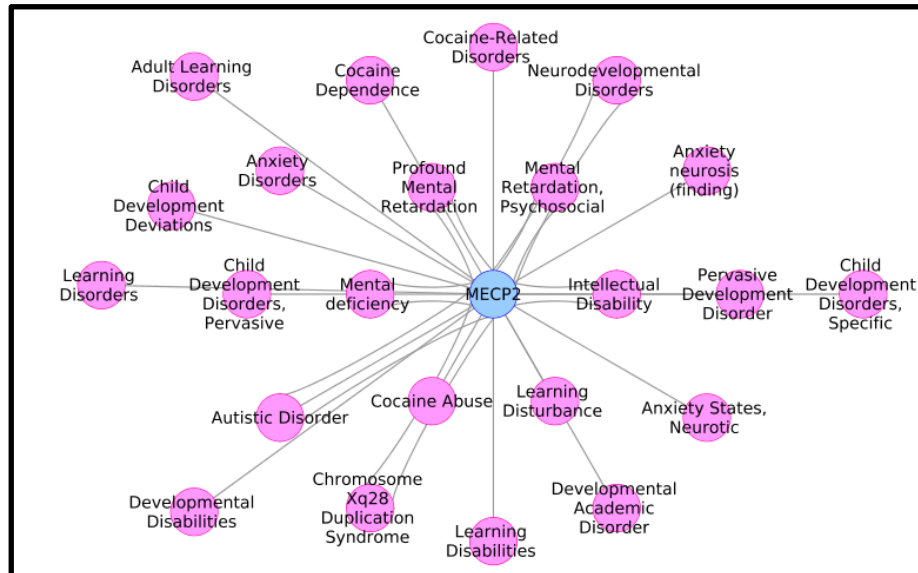 Cocaine-Related
Disorders
Adult Learning
Disorders
Cocaine
Dependence
Neurodevelopmental
Disorders
Anxiety
Disorders
Profound
Mental
Retardation
Mental
Retardation,
Psychosocial
Anxiety
neurosis
(finding)
Child
Development
Deviations
Learning
Disorders
Child
Development
Disorders,
Pervasive
Mental
deficiency
MECP2
Intellectual
Disability
Pervasive
Development
Disorder
Child
Development
Disorders,
Specific
Autistic Disorder
Cocaine Abuse
Learning
Disturbance
Anxiety States,
Neurotic
Developmental
Disabilities
Chromosome
Xq28
Duplication
Syndrome
Learning
Disabilities
Developmental
Academic
Disorder